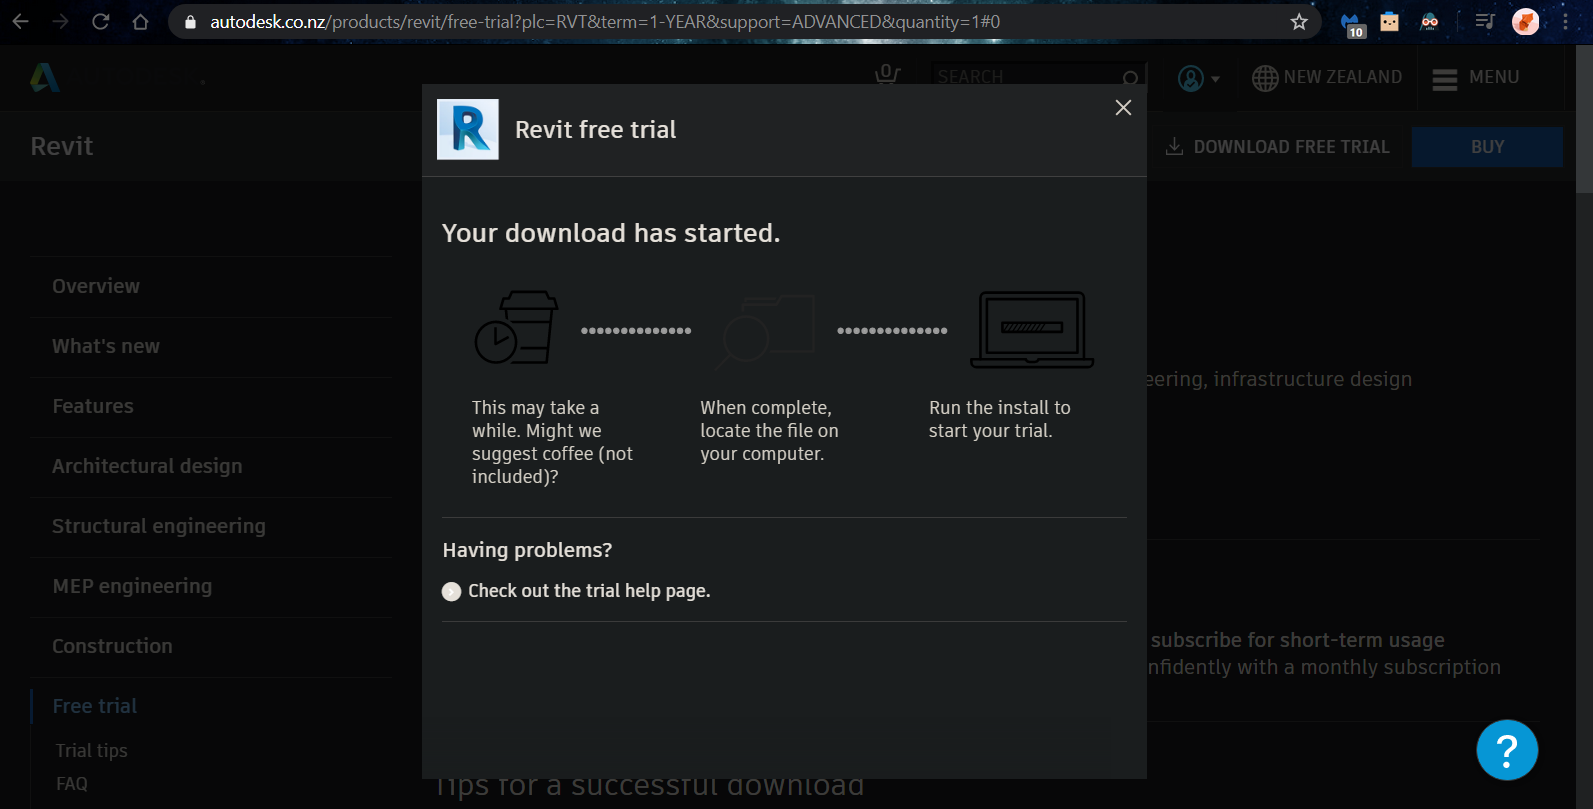 autodesk.co.nz/products/revit/free-trial?plc=RVT&term=1-YEAR&support=ADVANCED&quantity=1#0
10
0
SEARCH
NEW ZEALAND
MENU
Revit
DOWNLOAD FREE TRIAL
BUY
R
Revit free trial
Your download has started.
This may take a
while. Might we
suggest coffee (not
included)?
When complete,
locate the file on
your computer.
Run the install to
start your trial.
Having problems?
Check out the trial help page.
Overview
What's new
Features
Architectural design
Structural engineering
MEP engineering
Construction
Free trial
Trial tips
FAQ
eering, infrastructure design
subscribe for short-term usage
nfidently with a monthly subscription
Tips for a successful download
?